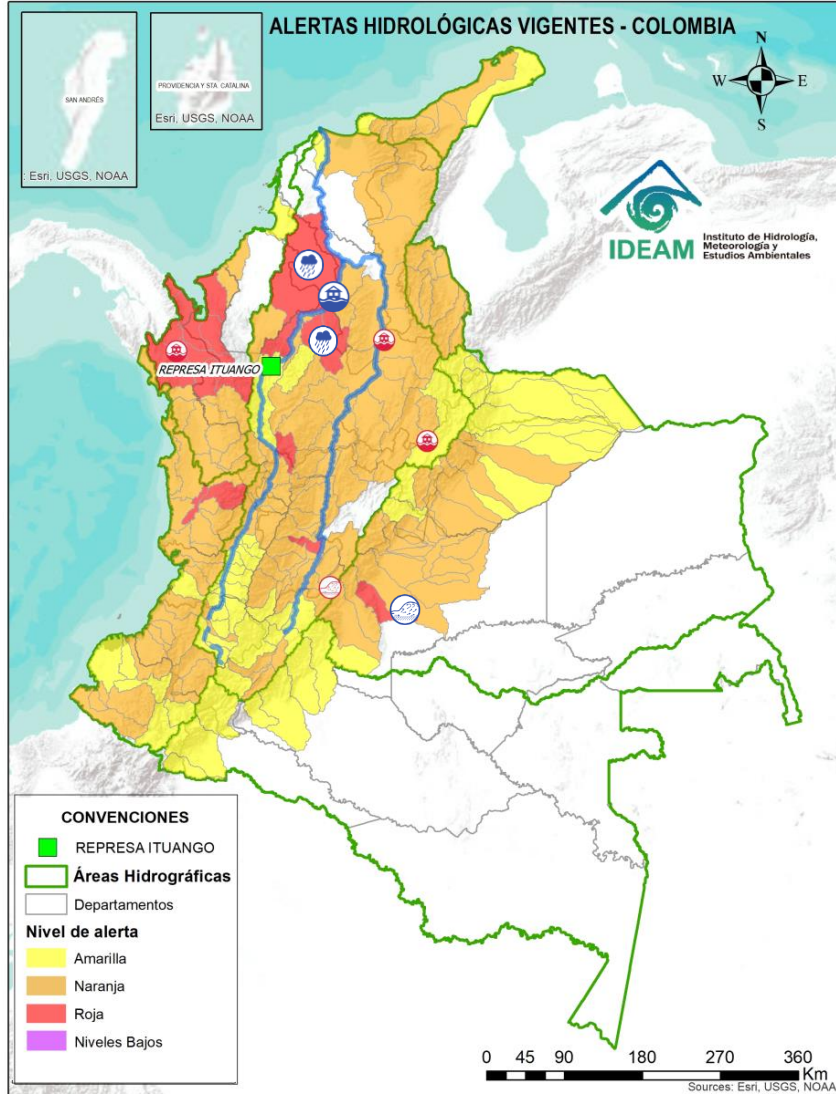 ALERTAS HIDROLÓGICAS VIGENTES - COLOMBIA
SAN ANDRÉS
: Esri, USGS, NOAA
PROVIDENCIA Y STA. CATALINA
Esri, USGS, NOAA
N
W
E
S
IDEAM
Instituto de Hidrología,
Meteorología y
Estudios Ambientales
REPRESA ITUANGO
CONVENCIONES
REPRESA ITUANGO
Áreas Hidrográficas
Departamentos
Nivel de alerta
Amarilla
Naranja
Roja
Niveles Bajos
0 45 90 180 270 360
Km
Sources: Esri, USGS, NOAA